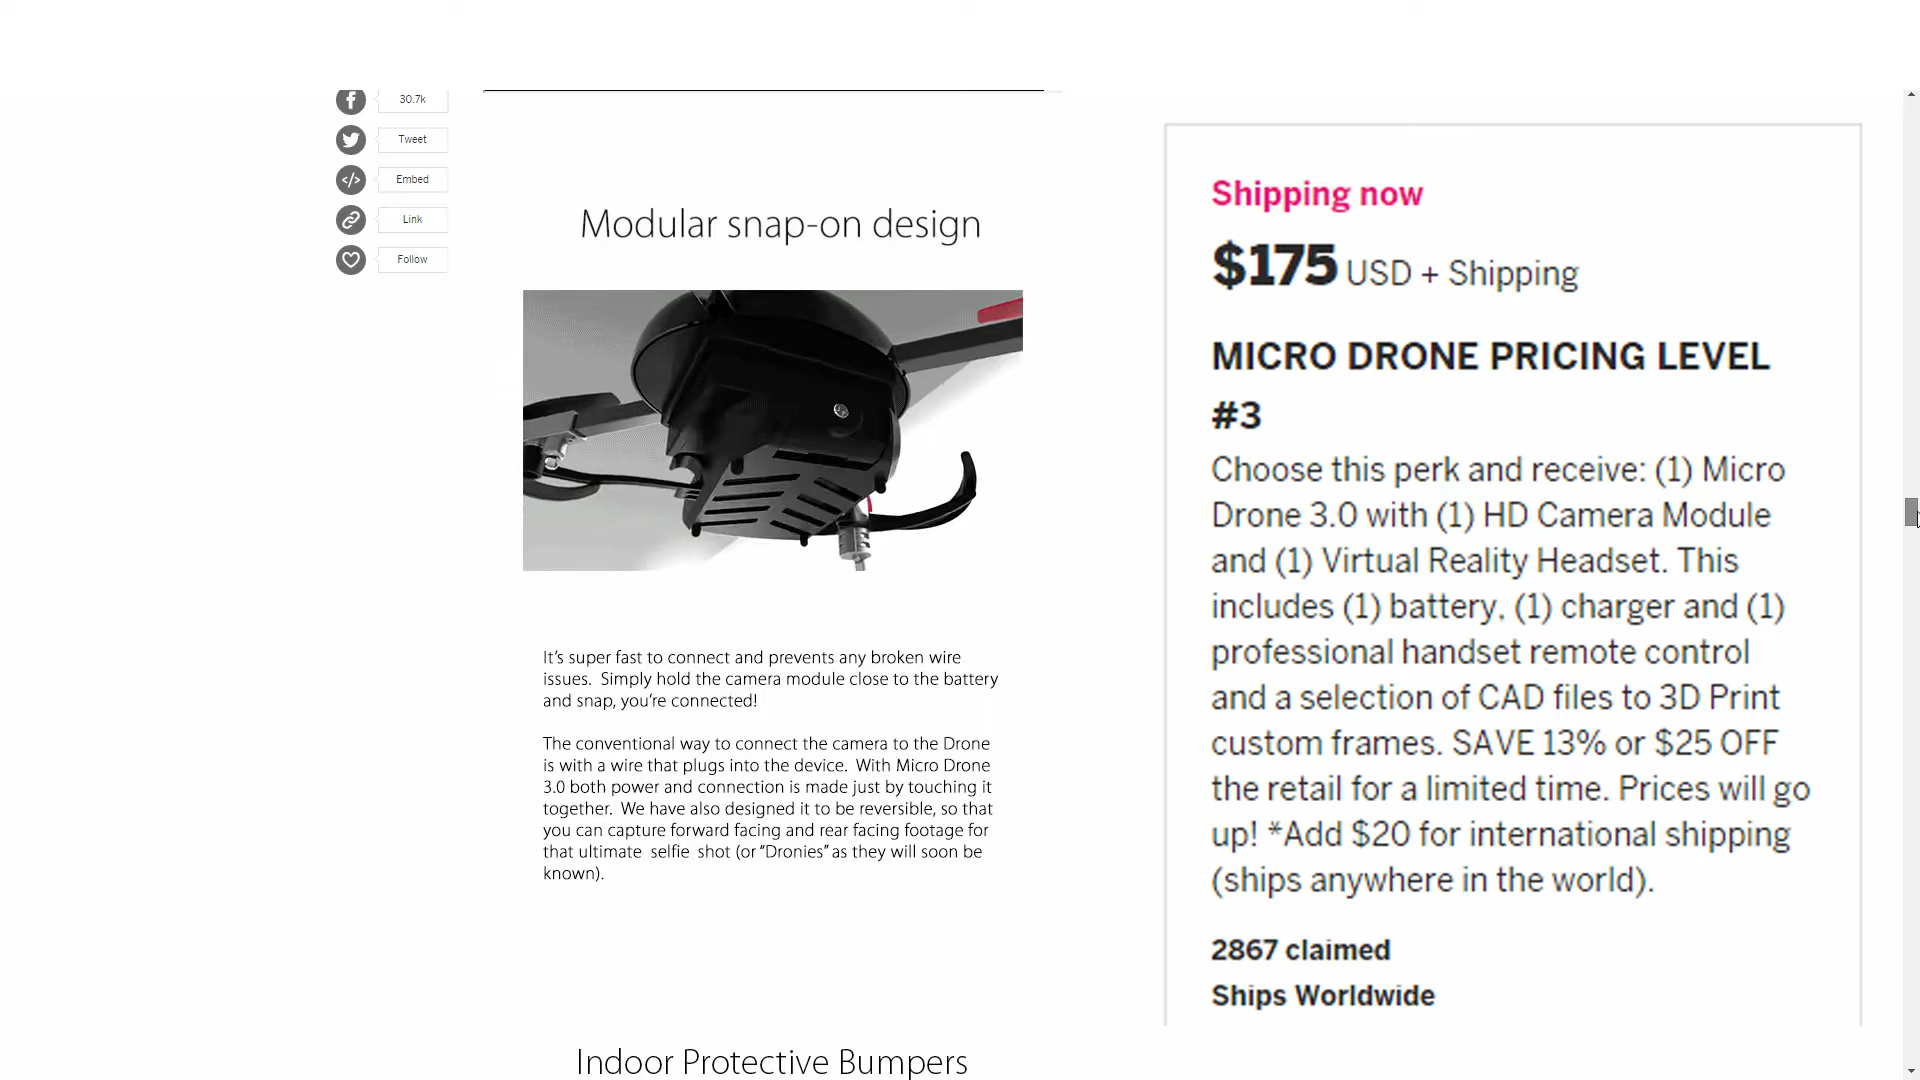 30.7k
Tweet
Embed
Link
Follow
Modular snap-on design
It's super fast to connect and prevents any broken wire
issues.  Simply hold the camera module close to the battery
and snap, you're connected!
The conventional way to connect the camera to the Drone
is with a wire that plugs into the device.  With Micro Drone
3.0 both power and connection is made just by touching it
together.  We have also designed it to be reversible, so that
you can capture forward facing and rear facing footage for
that ultimate  selfie  shot (or “Dronies” as they will soon be
known).
Indoor Protective Bumpers
Shipping now
$175 USD + Shipping
MICRO DRONE PRICING LEVEL
#3
Choose this perk and receive: (1) Micro
Drone 3.0 with (1) HD Camera Module
and (1) Virtual Reality Headset. This
includes (1) battery, (1) charger and (1)
professional handset remote control
and a selection of CAD files to 3D Print
custom frames. SAVE 13% or $25 OFF
the retail for a limited time. Prices will go
up! *Add $20 for international shipping
(ships anywhere in the world).
2867 claimed
Ships Worldwide